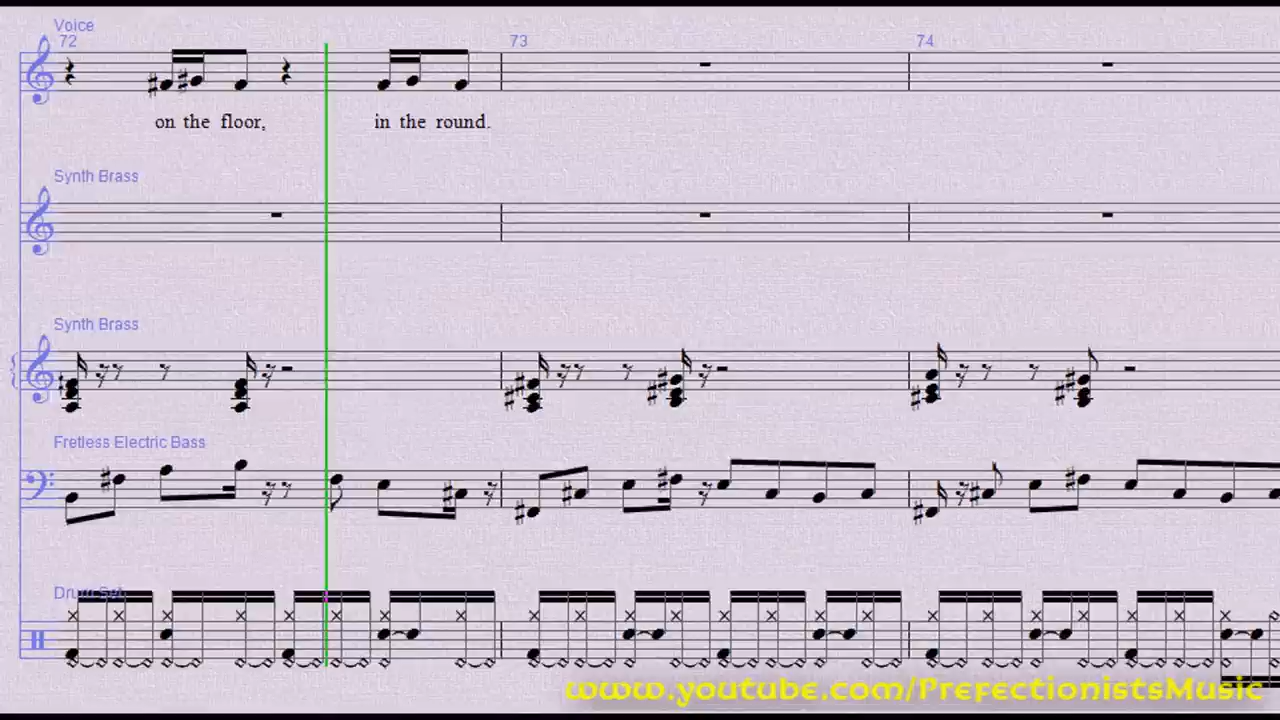 Voice
72 73 74
on the floor, in the round.
Synth Brass
Synth Brass
Fretless Electric Bass
Drum Set
www.youtube.com/PrefectionistsMusic